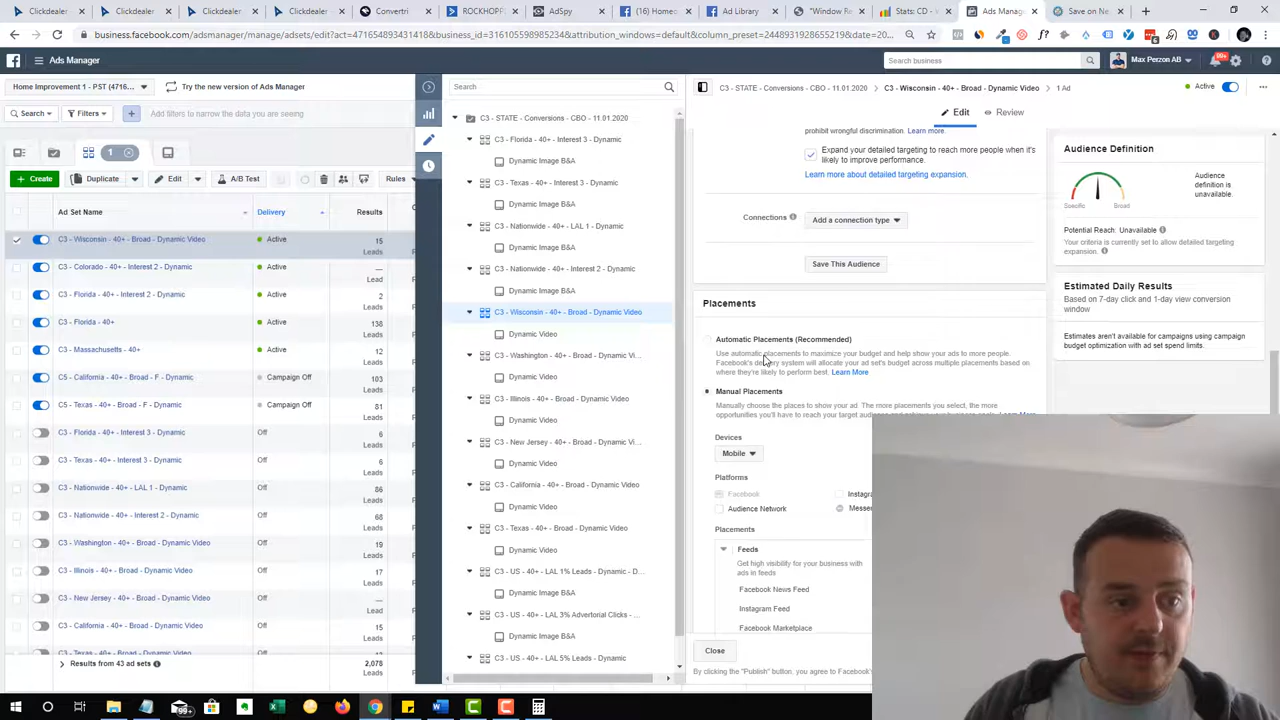 Clickdealer
Clickdealer
Clickdealer
Converti
ROCKHOPP
AdSpy
(16) Homeo
Ad Library
Window Re
Stats: C3
Ads Manag
Save on Ne
business.facebook.com/adsmanager/manage/adsets/edit?act=471654893431438&business_id=316105598985234&attribution_windows=default&column_preset=2448931928655219&date=20...
Ads Manager
Search business
Max Perzon AB
99+
Home Improvement 1 - PST (4716...
Try the new version of Ads Manager
Search
Filters
Add filters to narrow the data you are seeing
1
Create
Duplicate
Edit
A/B Test
Rules
Ad Set Name
Delivery
Results
C3 - Wisconsin - 40+ - Broad - Dynamic Video
Active
15
Leads
C3 - Colorado - 40+ - Interest 2 - Dynamic
Active
—
Lead
C3 - Florida - 40+ - Interest 2 - Dynamic
Active
2
Leads
C3 - Florida - 40+
Active
138
Leads
C3 - Massachusetts - 40+
Active
12
Leads
C3 - California - 40+ - Broad - F - Dynamic
Campaign Off
103
Leads
C3 - Texas - 40+ - Broad - F - Dynamic
Campaign Off
81
Leads
C3 - Florida - 40+ - Interest 3 - Dynamic
Off
6
Leads
C3 - Texas - 40+ - Interest 3 - Dynamic
Off
6
Leads
C3 - Nationwide - 40+ - LAL 1 - Dynamic
Off
86
Leads
C3 - Nationwide - 40+ - Interest 2 - Dynamic
Off
68
Leads
C3 - Washington - 40+ - Broad - Dynamic Video
Off
19
Leads
C3 - Illinois - 40+ - Broad - Dynamic Video
Off
17
Leads
C3 - New Jersey - 40+ - Broad - Dynamic Video
Off
—
Lead
C3 - California - 40+ - Broad - Dynamic Video
Off
15
Leads
Results from 43 ad sets
2,078
Search
C3 - STATE - Conversions - CBO - 11.01.2020
C3 - Florida - 40+ - Interest 3 - Dynamic
Dynamic Image B&A
C3 - Texas - 40+ - Interest 3 - Dynamic
Dynamic Image B&A
C3 - Nationwide - 40+ - LAL 1 - Dynamic
Dynamic Image B&A
C3 - Nationwide - 40+ - Interest 2 - Dynamic
Dynamic Image B&A
C3 - Wisconsin - 40+ - Broad - Dynamic Video
Dynamic Video
C3 - Washington - 40+ - Broad - Dynamic Vi...
Dynamic Video
C3 - Illinois - 40+ - Broad - Dynamic Video
Dynamic Video
C3 - New Jersey - 40+ - Broad - Dynamic Vi...
Dynamic Video
C3 - California - 40+ - Broad - Dynamic Video
Dynamic Video
C3 - Texas - 40+ - Broad - Dynamic Video
Dynamic Video
C3 - US - 40+ - LAL 1% Leads - Dynamic - D...
Dynamic Image B&A
C3 - US - 40+ - LAL 3% Advertorial Clicks - ...
Dynamic Image B&A
C3 - US - 40+ - LAL 5% Leads - Dynamic
C3 - STATE - Conversions - CBO - 11.01.2020
C3 - Wisconsin - 40+ - Broad - Dynamic Video
1 Ad
Active
Edit
Review
prohibit wrongful discrimination. Learn more.
Expand your detailed targeting to reach more people when it's
likely to improve performance.
Learn more about detailed targeting expansion.
Connections
Add a connection type
Save This Audience
Placements
Automatic Placements (Recommended)
Use automatic placements to maximize your budget and help show your ads to more people.
Facebook's delivery system will allocate your ad set's budget across multiple placements based on
where they're likely to perform best. Learn More
Manual Placements
Manually choose the places to show your ad. The more placements you select, the more
opportunities you'll have to reach your target audience
Devices
Mobile
Platforms
Facebook
Instagra
Audience Network
Messe
Placements
Feeds
Get high visibility for your business with
ads in feeds
Facebook News Feed
Instagram Feed
Facebook Marketplace
Close
By clicking the "Publish" button, you agree to Facebook's
Audience Definition
Specific
Broad
Audience
definition is
unavailable.
Potential Reach: Unavailable
Your criteria is currently set to allow detailed targeting
expansion.
Estimated Daily Results
Based on 7-day click and 1-day view conversion
window
Estimates aren't available for campaigns using campaign
budget optimization with ad set spend limits.
99+